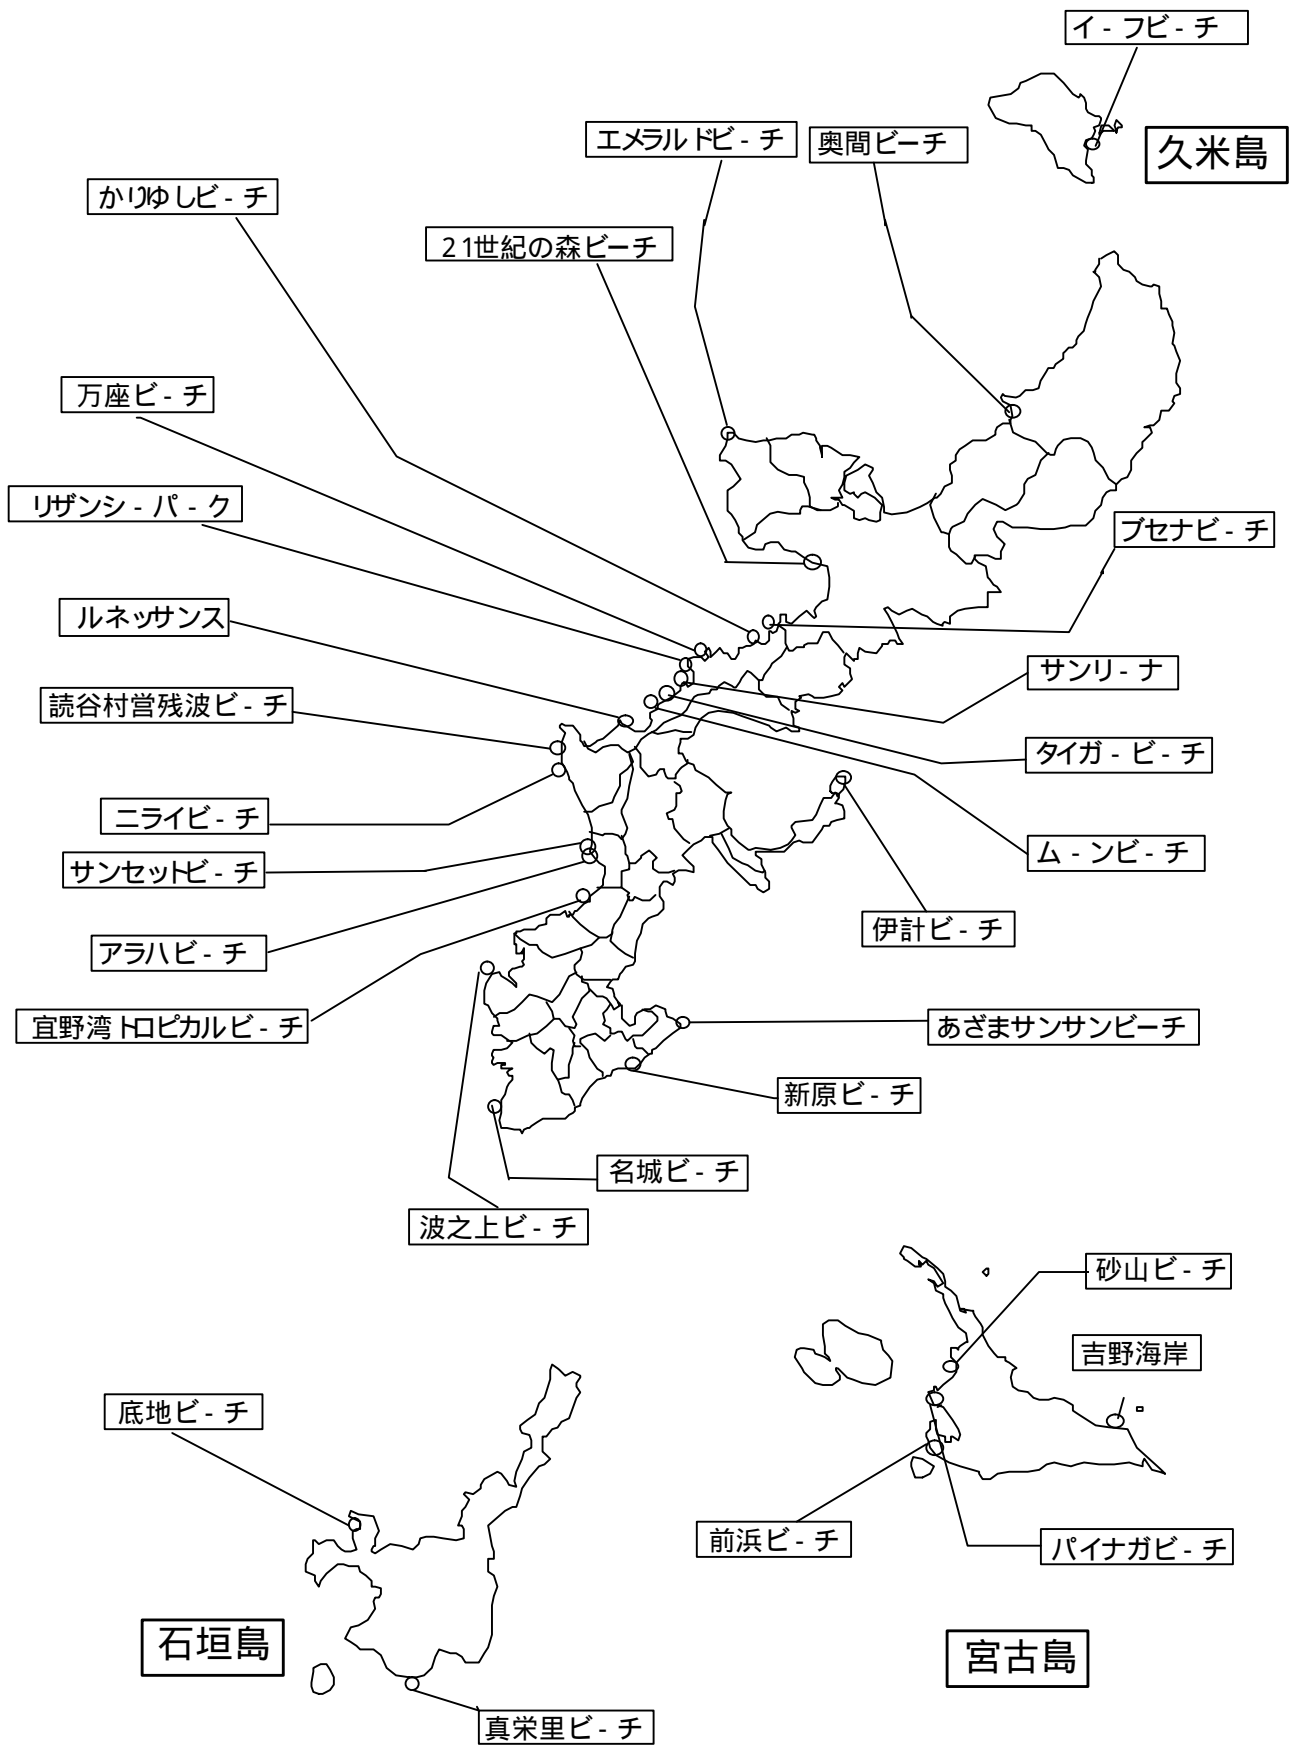 イ - フビ - チ
エメラルドビ - チ
奥間ビーチ
久米島
かりゆしビ - チ
21世紀の森ビーチ
万座ビ - チ
リザンシ - パ - ク
ブセナビ - チ
ルネッサンス
サンリ - ナ
読谷村営残波ビ - チ
タイガ - ビ - チ
ニライビ - チ
ム - ンビ - チ
サンセットビ - チ
伊計ビ - チ
アラハビ - チ
宜野湾トロピカルビ - チ
あざまサンサンビーチ
新原ビ - チ
名城ビ - チ
波之上ビ - チ
砂山ビ - チ
吉野海岸
底地ビ - チ
前浜ビ - チ
パイナガビ - チ
石垣島
宮古島
真栄里ビ - チ